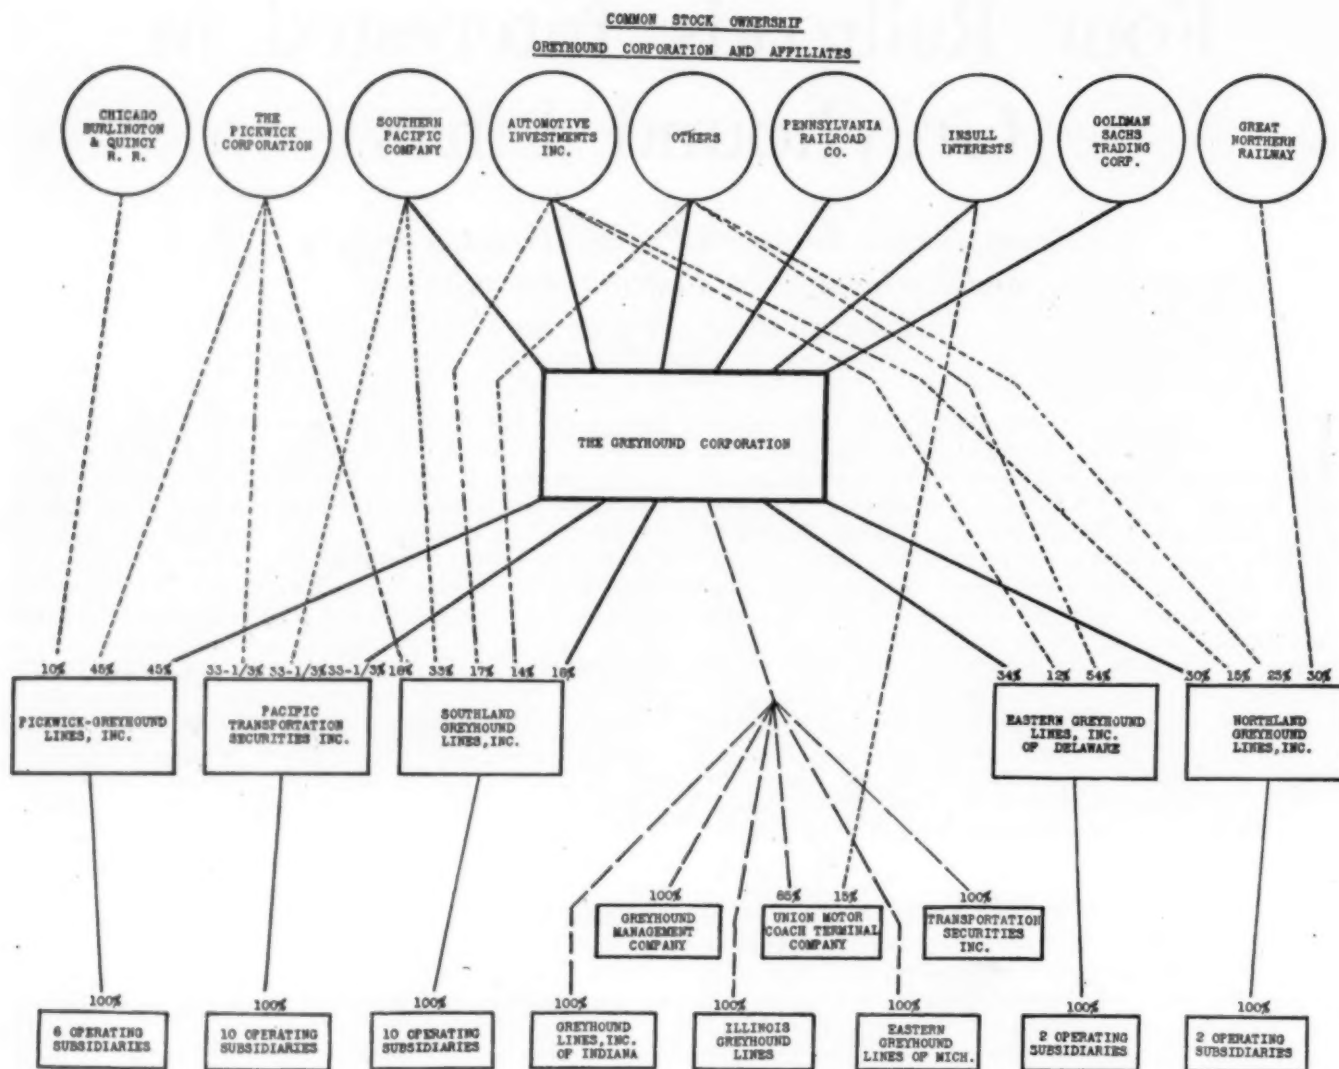 COMMON STOCK OWNERSHIP
GREYHOUND CORPORATION AND AFFILIATES
CHICAGO
BURLINGTON
& QUINCY
R. R.
THE
PICKWICK
CORPORATION
SOUTHERN
PACIFIC
COMPANY
AUTOMOTIVE
INVESTMENTS
INC.
OTHERS
PENNSYLVANIA
RAILROAD
CO.
INSULL
INTERESTS
GOLDMAN
SACHS
TRADING
CORP.
GREAT
NORTHERN
RAILWAY
THE GREYHOUND CORPORATION
10% 45% 45%
PICKWICK-GREYHOUND
LINES, INC.
33-1/3% 33-1/3% 33-1/3%
PACIFIC
TRANSPORTATION
SECURITIES INC.
18% 33% 17% 14% 18%
SOUTHLAND
GREYHOUND
LINES,INC.
34% 12% 54%
EASTERN GREYHOUND
LINES, INC.
OF DELAWARE
30% 15% 25% 30%
NORTHLAND
GREYHOUND
LINES,INC.
100%
GREYHOUND
MANAGEMENT
COMPANY
85% 15%
UNION MOTOR
COACH TERMINAL
COMPANY
100%
TRANSPORTATION
SECURITIES
INC.
100%
6 OPERATING
SUBSIDIARIES
100%
10 OPERATING
SUBSIDIARIES
100%
10 OPERATING
SUBSIDIARIES
100%
GREYHOUND
LINES,INC.
OF INDIANA
100%
ILLINOIS
GREYHOUND
LINES
100%
EASTERN
GREYHOUND
LINES OF MICH.
100%
2 OPERATING
SUBSIDIARIES
100%
2 OPERATING
SUBSIDIARIES